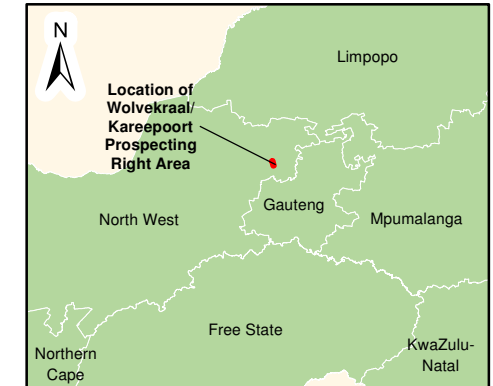 N
Limpopo
Location of
Wolvekraal/
Kareepoort
Prospecting
Right Area
Gauteng
North West
Mpumalanga
Free State
KwaZulu-
Natal
Northern
Cape